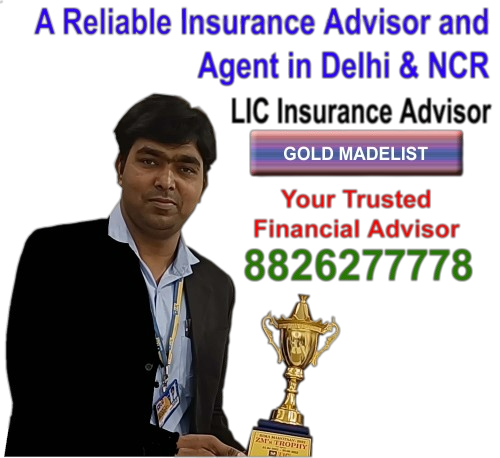 A Reliable Insurance Advisor and
Agent in Delhi & NCR
LIC Insurance Advisor
GOLD MADELIST
Your Trusted
Financial Advisor
8826277778
ZM's TROPHY